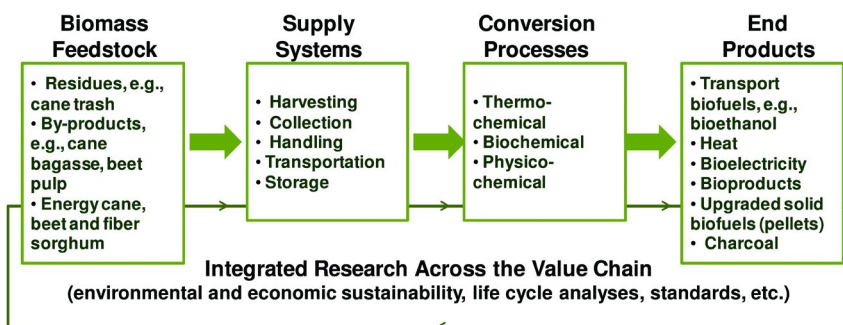 Biomass
Feedstock
Supply
Systems
Conversion
Processes
End
Products
• Residues, e.g.,
cane trash
• By-products,
e.g., cane
bagasse, beet
pulp
• Energy cane,
beet and fiber
sorghum
• Harvesting
• Collection
• Handling
• Transportation
• Storage
• Thermo-
chemical
• Biochemical
• Physico-
chemical
• Transport
biofuels, e.g.,
bioethanol
• Heat
• Bioelectricity
• Bioproducts
• Upgraded solid
biofuels (pellets)
• Charcoal
Integrated Research Across the Value Chain
(environmental and economic sustainability, life cycle analyses, standards, etc.)